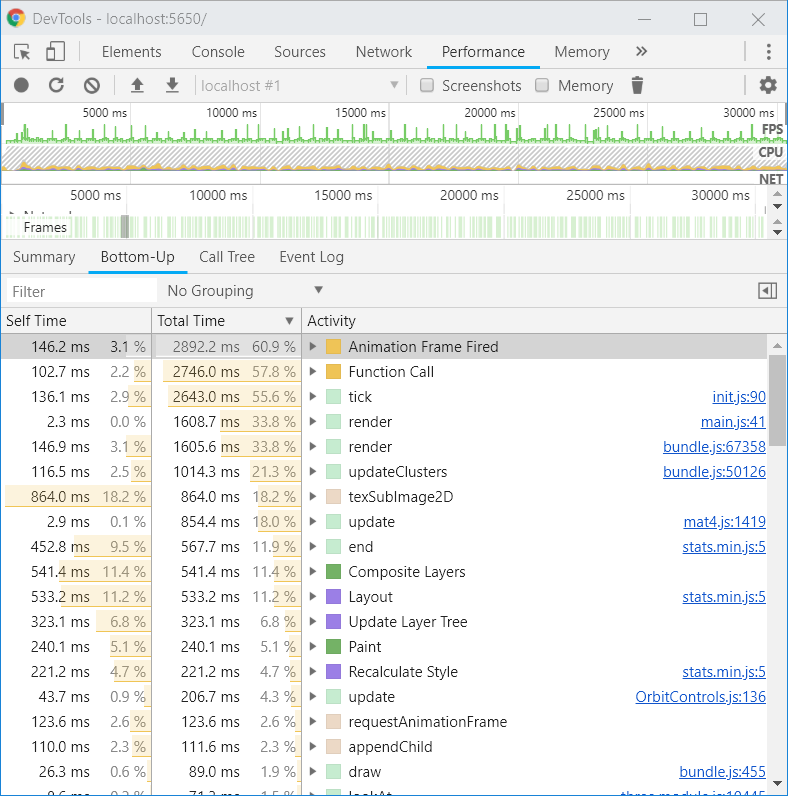 DevTools - localhost:5650/
Elements Console Sources Network Performance Memory »
localhost #1 Screenshots Memory
5000 ms 10000 ms 15000 ms 20000 ms 25000 ms 30000 ms
FPS
CPU
NET
5000 ms 10000 ms 15000 ms 20000 ms 25000 ms 30000 ms
Frames
Summary Bottom-Up Call Tree Event Log
Filter No Grouping
Self Time Total Time Activity
146.2 ms 3.1 % 2892.2 ms 60.9 % Animation Frame Fired
102.7 ms 2.2 % 2746.0 ms 57.8 % Function Call
136.1 ms 2.9 % 2643.0 ms 55.6 % tick init.js:90
2.3 ms 0.0 % 1608.7 ms 33.8 % render main.js:41
146.9 ms 3.1 % 1605.6 ms 33.8 % render bundle.js:67358
116.5 ms 2.5 % 1014.3 ms 21.3 % updateClusters bundle.js:50126
864.0 ms 18.2 % 864.0 ms 18.2 % texSubImage2D
2.9 ms 0.1 % 854.4 ms 18.0 % update mat4.js:1419
452.8 ms 9.5 % 567.7 ms 11.9 % end stats.min.js:5
541.4 ms 11.4 % 541.4 ms 11.4 % Composite Layers
533.2 ms 11.2 % 533.2 ms 11.2 % Layout stats.min.js:5
323.1 ms 6.8 % 323.1 ms 6.8 % Update Layer Tree
240.1 ms 5.1 % 240.1 ms 5.1 % Paint
221.2 ms 4.7 % 221.2 ms 4.7 % Recalculate Style stats.min.js:5
43.7 ms 0.9 % 206.7 ms 4.3 % update OrbitControls.js:136
123.6 ms 2.6 % 123.6 ms 2.6 % requestAnimationFrame
110.0 ms 2.3 % 111.6 ms 2.3 % appendChild
26.3 ms 0.6 % 89.0 ms 1.9 % draw bundle.js:455